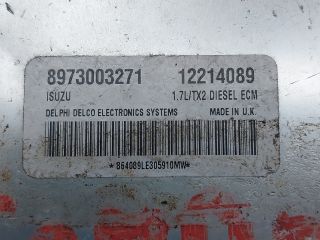 8973003271 12214089
ISUZU 1.7L/TX2 DIESEL ECM
DELPHI DELCO ELECTRONICS SYSTEMS MADE IN U.K.
*864089LE305910MW*